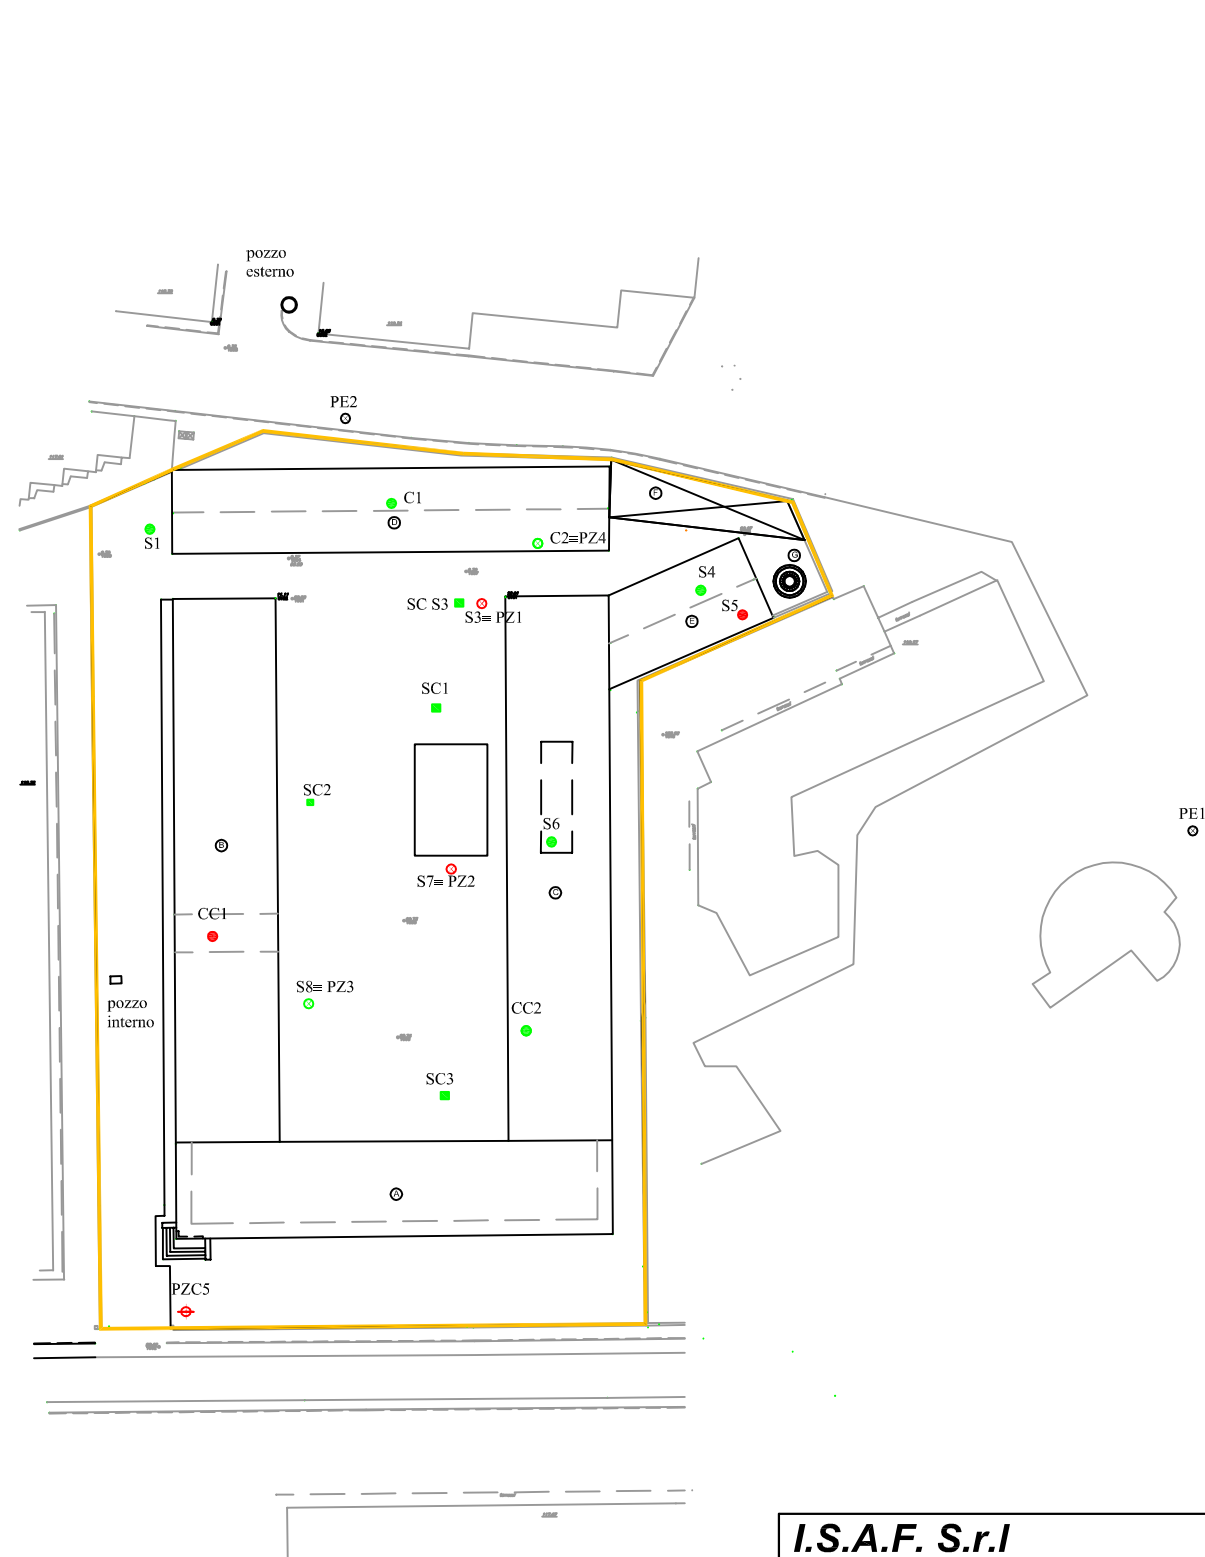 pozzo
esterno
PE2
C1
F
D
S1
C2≡PZ4
G
S4
SC S3
S5
S3≡ PZ1
E
SC1
SC2
PE1
S6
B
S7≡ PZ2
C
CC1
S8≡ PZ3
pozzo
interno
CC2
SC3
A
PZC5
I.S.A.F. S.r.l